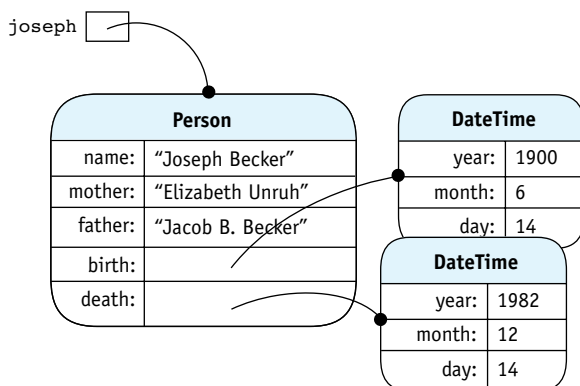 joseph
Person
name: “Joseph Becker”
mother: “Elizabeth Unruh”
father: “Jacob B. Becker”
birth:
death:
DateTime
year: 1900
month: 6
day: 14
DateTime
year: 1982
month: 12
day: 14